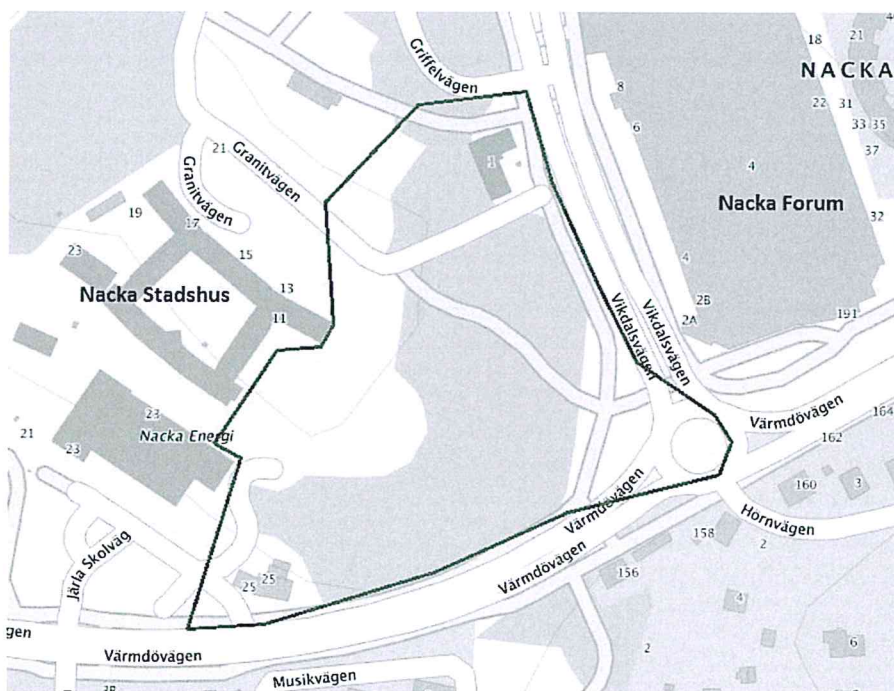 Griffelvägen
18
21
NACKA
8
22
31
6
33
35
37
21
Granitvägen
1
4
Nacka Forum
Granitvägen
19
17
32
23
15
4
Nacka Stadshus
13
11
2B
2A
191
Vikdalsvägen
Vikdalsvägen
Värmdövägen
164
23
Nacka Energi
21
23
162
160
3
Värmdövägen
Hornvägen
158
2
Järla Skolväg
Värmdövägen
25
25
156
4
gen
Värmdövägen
2
6
Musikvägen